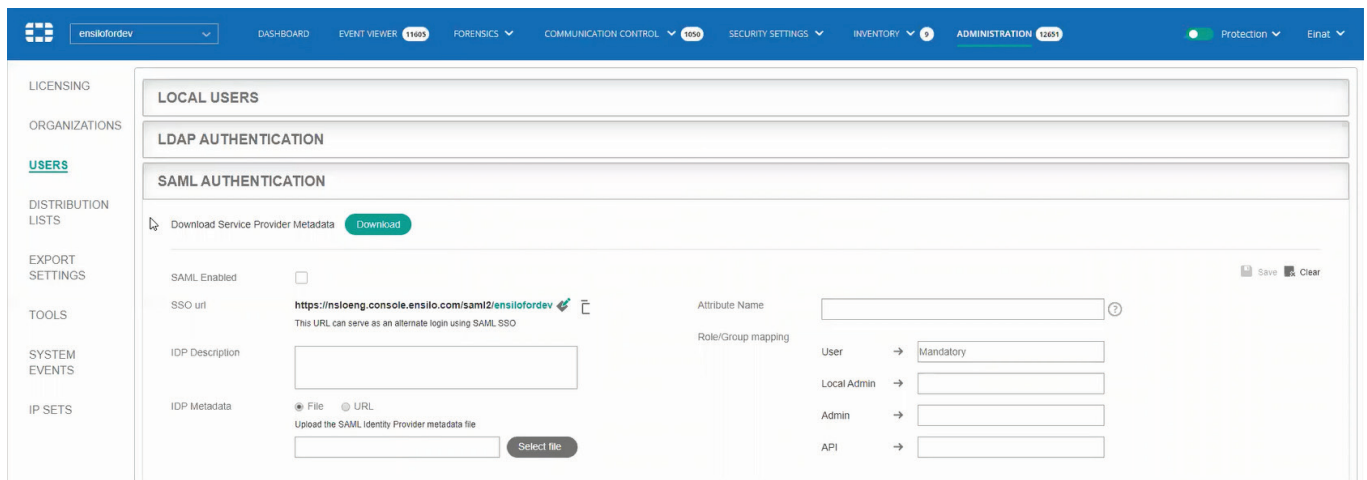 ensilofordev
DASHBOARD
EVENT VIEWER 11605
FORENSICS
COMMUNICATION CONTROL 1050
SECURITY SETTINGS
INVENTORY 9
ADMINISTRATION 12651
Protection
Einat
LICENSING
ORGANIZATIONS
USERS
DISTRIBUTION
LISTS
EXPORT
SETTINGS
TOOLS
SYSTEM
EVENTS
IP SETS
LOCAL USERS
LDAP AUTHENTICATION
SAML AUTHENTICATION
Download Service Provider Metadata Download
Save Clear
SAML Enabled
SSO url https://nsloeng.console.ensilo.com/saml2/ensilofordev
This URL can serve as an alternate login using SAML SSO
IDP Description
IDP Metadata File URL
Upload the SAML Identity Provider metadata file
Select file
Attribute Name ?
Role/Group mapping
User → Mandatory
Local Admin →
Admin →
API →